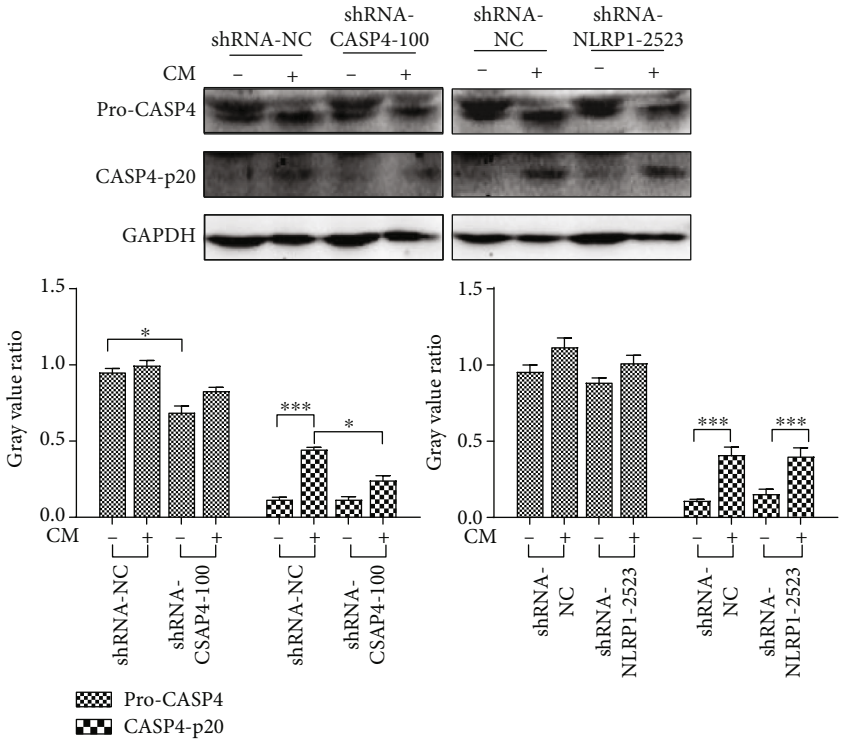 shRNA-NC
shRNA-
CASP4-100
shRNA-
NC
shRNA-
NLRP1-2523
CM – + – + – + – +
Pro-CASP4
CASP4-p20
GAPDH
1.5
1.0
0.5
0.0
Gray value ratio
*
***
*
CM – + – + – + – +
shRNA-NC
shRNA-
CSAP4-100
shRNA-NC
shRNA-
CSAP4-100
1.5
1.0
0.5
0.0
Gray value ratio
***
***
CM – + – + – + – +
shRNA-
NC
shRNA-
NLRP1-2523
shRNA-
NC
shRNA-
NLRP1-2523
Pro-CASP4
CASP4-p20